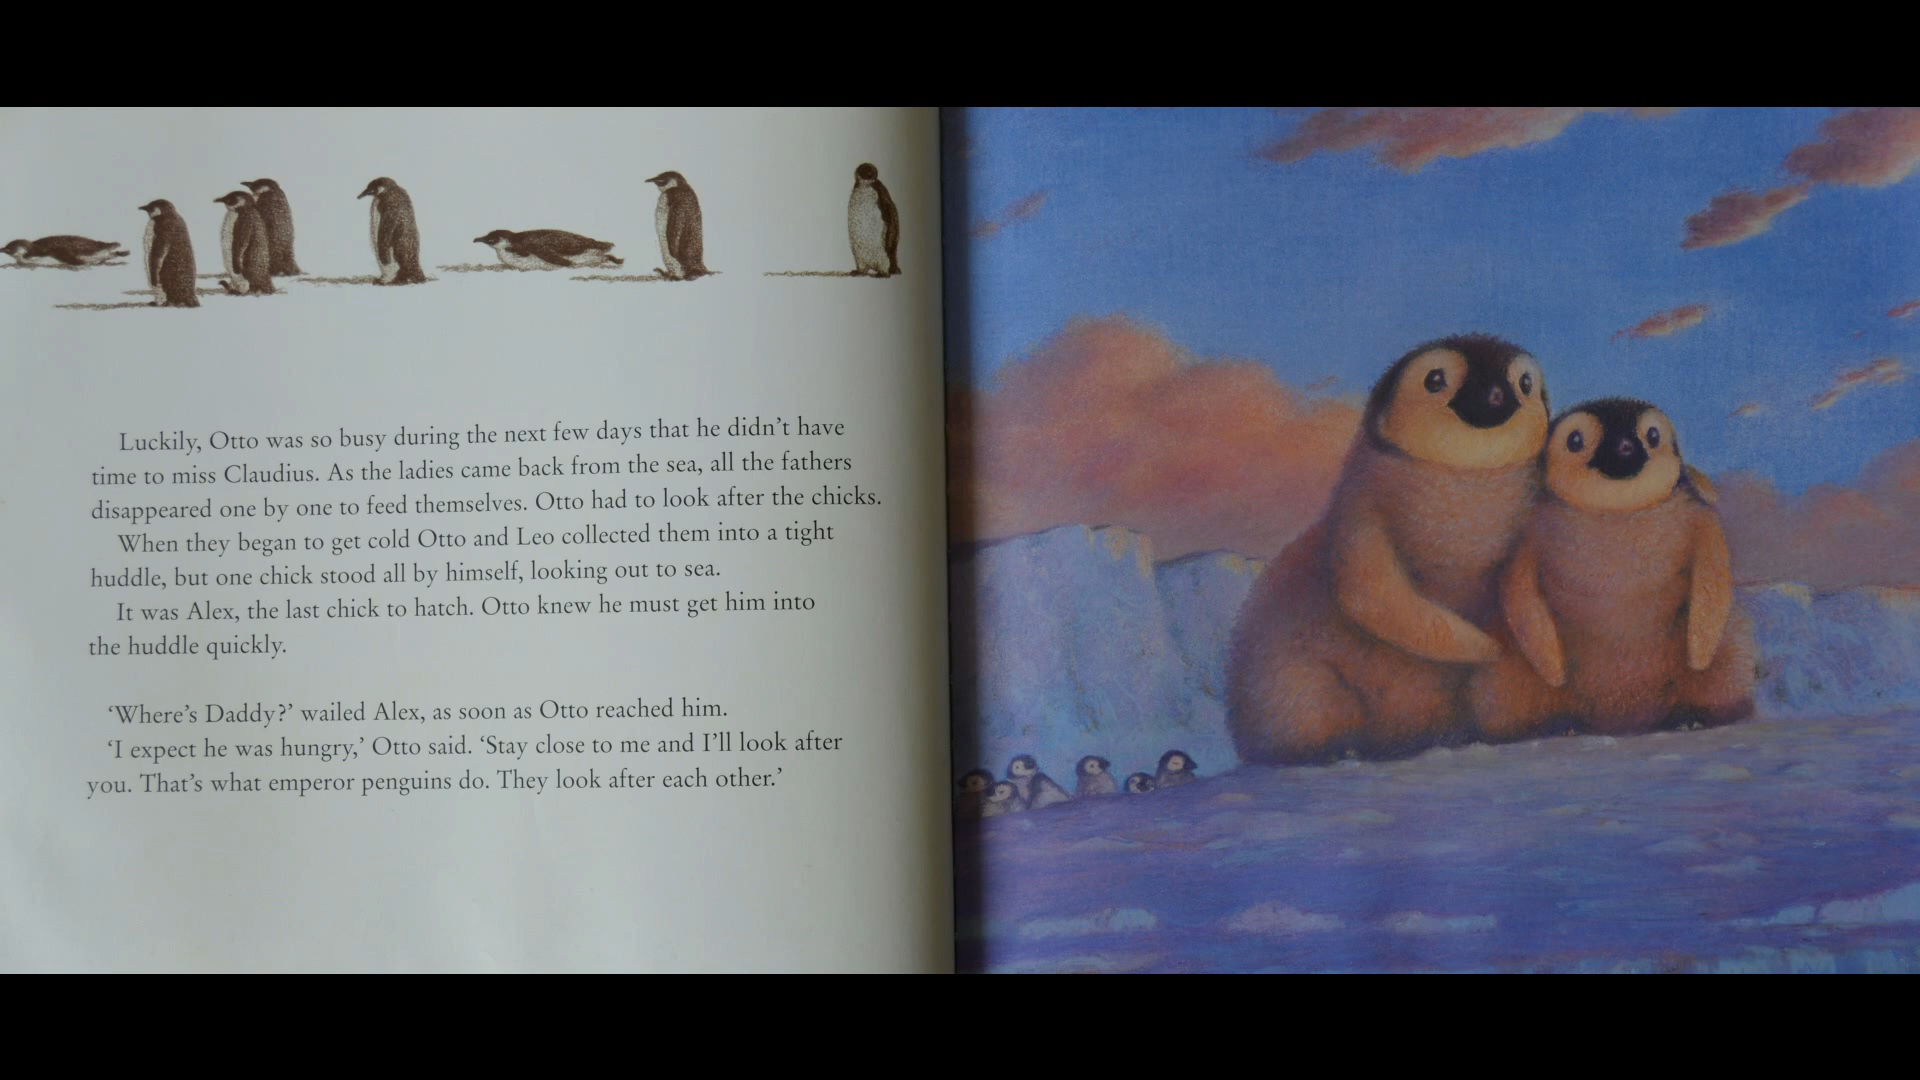 Luckily, Otto was so busy during the next few days that he didn't have
time to miss Claudius. As the ladies came back from the sea, all the fathers
disappeared one by one to feed themselves. Otto had to look after the chicks.
When they began to get cold Otto and Leo collected them into a tight
huddle, but one chick stood all by himself, looking out to sea.
It was Alex, the last chick to hatch. Otto knew he must get him into
the huddle quickly.
‘Where's Daddy?’ wailed Alex, as soon as Otto reached him.
‘I expect he was hungry,’ Otto said. ‘Stay close to me and I'll look after
you. That's what emperor penguins do. They look after each other.’